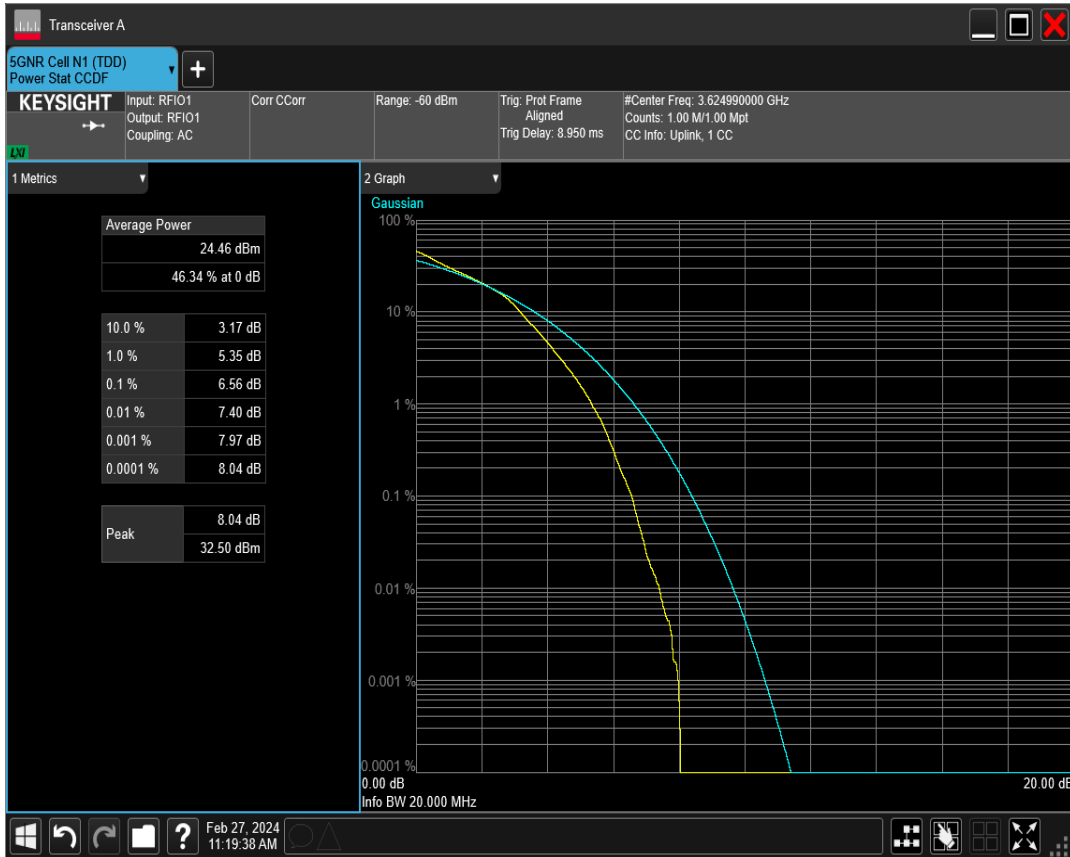 Transceiver A
5GNR Cell N1 (TDD)
Power Stat CCDF
+
KEYSIGHT
LXI
Input: RFIO1
Output: RFIO1
Coupling: AC
Corr CCorr
Range: -60 dBm
Trig: Prot Frame
Aligned
Trig Delay: 8.950 ms
#Center Freq: 3.624990000 GHz
Counts: 1.00 M/1.00 Mpt
CC Info: Uplink, 1 CC
1 Metrics
Average Power
24.46 dBm
46.34 % at 0 dB
10.0 % 3.17 dB
1.0 % 5.35 dB
0.1 % 6.56 dB
0.01 % 7.40 dB
0.001 % 7.97 dB
0.0001 % 8.04 dB
Peak
8.04 dB
32.50 dBm
2 Graph
Gaussian
100 %
10 %
1 %
0.1 %
0.01 %
0.001 %
0.0001 %
0.00 dB 20.00 dB
Info BW 20.000 MHz
?
Feb 27, 2024
11:19:38 AM